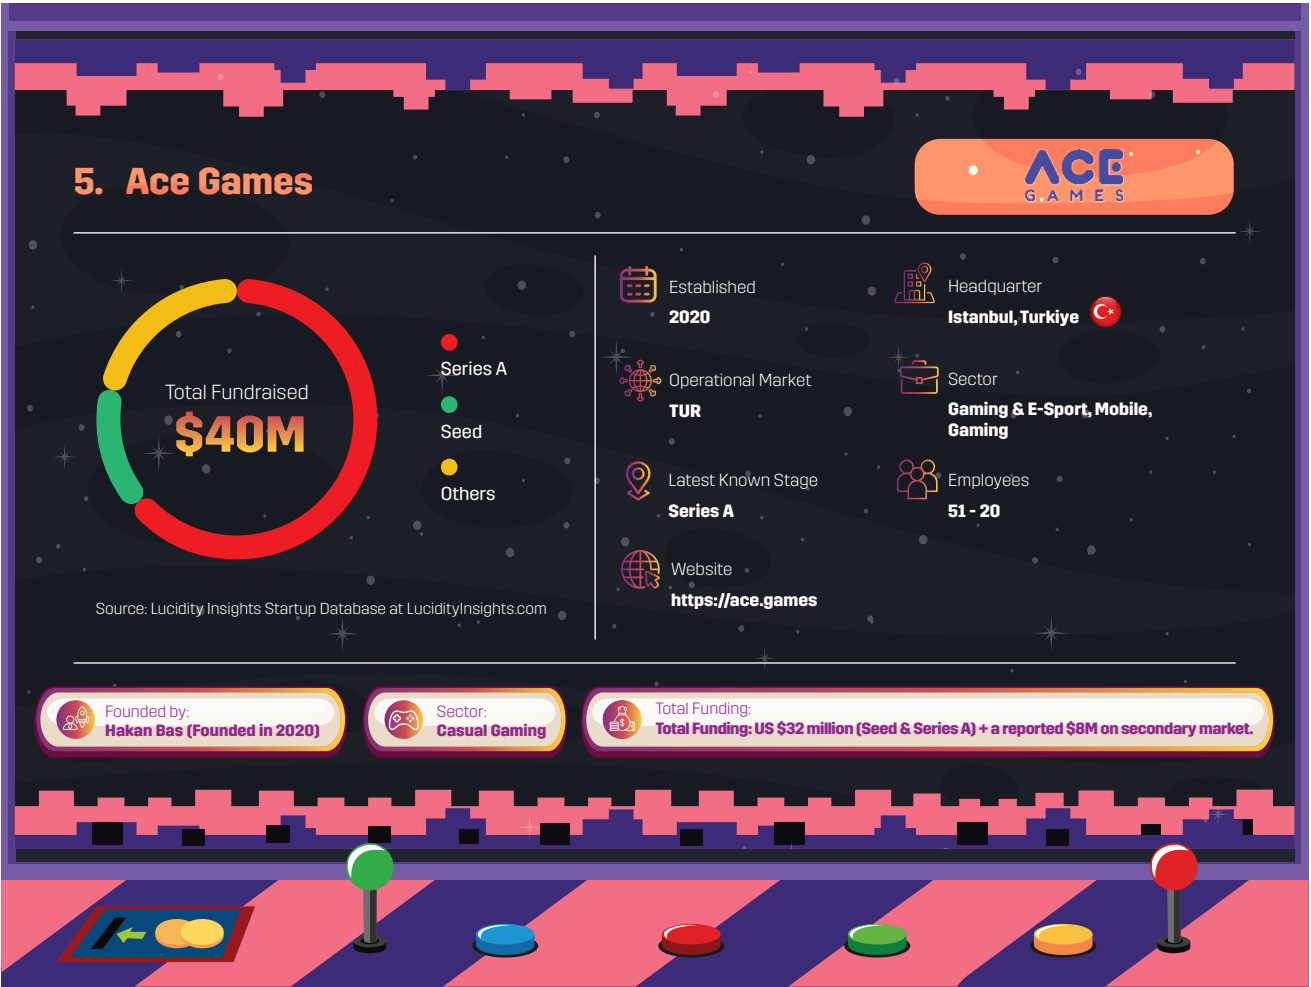 5. Ace Games
ACE
GAMES
Total Fundraised
$40M
Series A
Seed
Others
Source: Lucidity Insights Startup Database at LucidityInsights.com
Established
2020
Headquarter
Istanbul, Turkiye
Operational Market
TUR
Sector
Gaming & E-Sport, Mobile,
Gaming
Latest Known Stage
Series A
Employees
51 - 20
Website
https://ace.games
Founded by:
Hakan Bas (Founded in 2020)
Sector:
Casual Gaming
Total Funding:
Total Funding: US $32 million (Seed & Series A) + a reported $8M on secondary market.